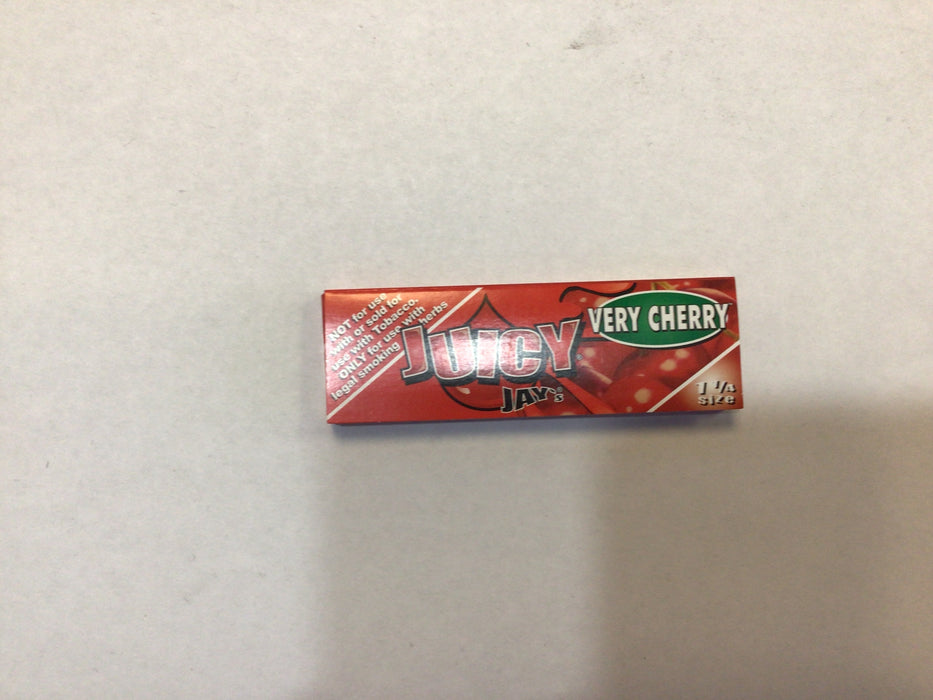 NOT for use
with or sold for
use with Tobacco.
ONLY for use with
legal smoking herbs
JUICY
JAY's®
VERY CHERRY™
1 1/4
size